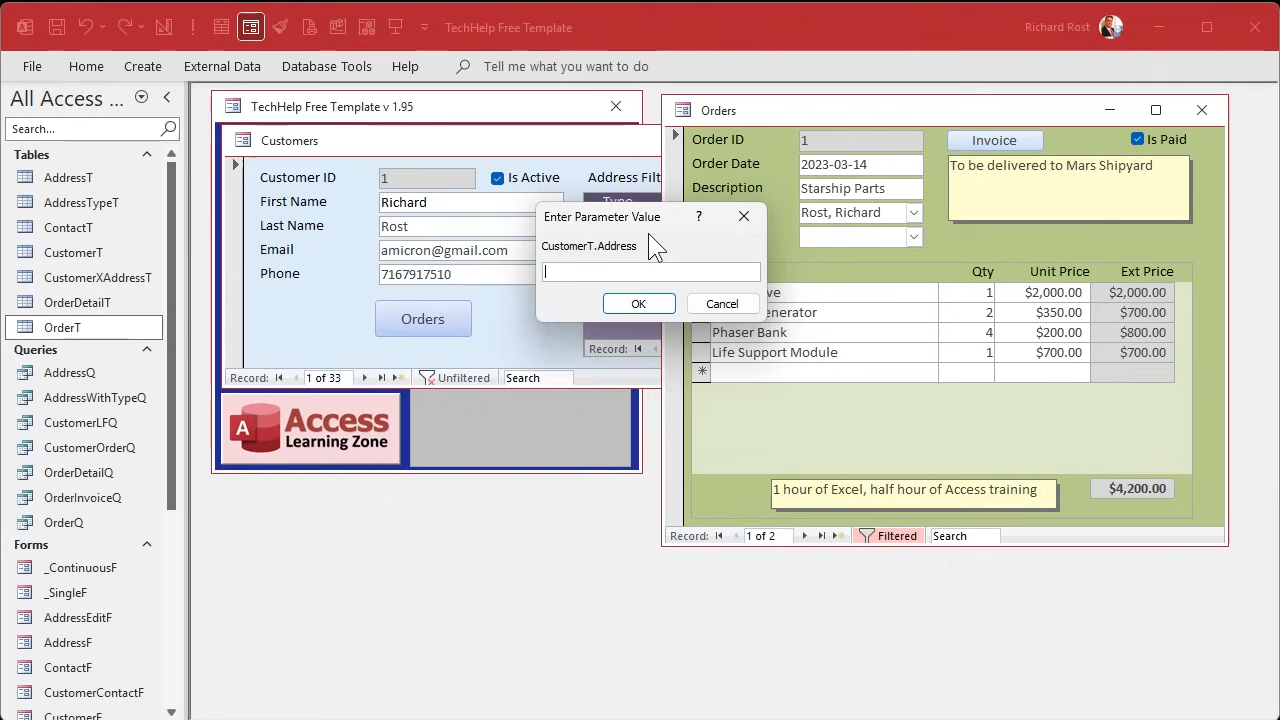 TechHelp Free Template
Richard Rost
File
Home
Create
External Data
Database Tools
Help
Tell me what you want to do
All Access ...
Search...
Tables
AddressT
AddressTypeT
ContactT
CustomerT
CustomerXAddressT
OrderDetailT
OrderT
Queries
AddressQ
AddressWithTypeQ
CustomerLFQ
CustomerOrderQ
OrderDetailQ
OrderInvoiceQ
OrderQ
Forms
_ContinuousF
_SingleF
AddressEditF
AddressF
ContactF
CustomerContactF
CustomerF
TechHelp Free Template v 1.95
Customers
Customer ID
1
Is Active
Address Filt
First Name
Richard
Type
Last Name
Rost
Email
amicron@gmail.com
Phone
7167917510
Orders
Record:
Record:
1 of 33
Unfiltered
Search
A
Access
Learning Zone
Enter Parameter Value
?
CustomerT.Address
OK
Cancel
Orders
Order ID
1
Invoice
Is Paid
Order Date
2023-03-14
To be delivered to Mars Shipyard
Description
Starship Parts
Rost, Richard
Qty
Unit Price
Ext Price
ve
1
$2,000.00
$2,000.00
enerator
2
$350.00
$700.00
Phaser Bank
4
$200.00
$800.00
Life Support Module
1
$700.00
$700.00
1 hour of Excel, half hour of Access training
$4,200.00
Record:
1 of 2
Filtered
Search